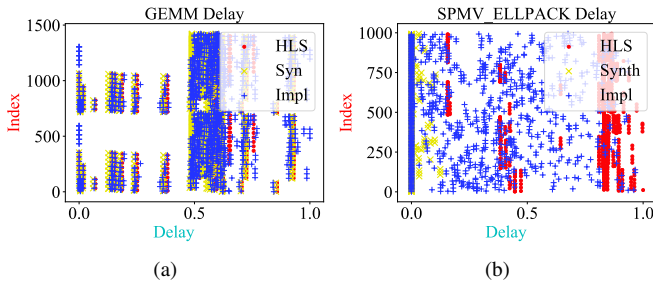 GEMM Delay
1500
1000
500
0
Index
HLS
Syn
Impl
0.0
0.5
1.0
Delay
(a)
SPMV_ELLPACK Delay
1000
750
500
250
0
Index
HLS
Synth
Impl
0.0
0.5
1.0
Delay
(b)